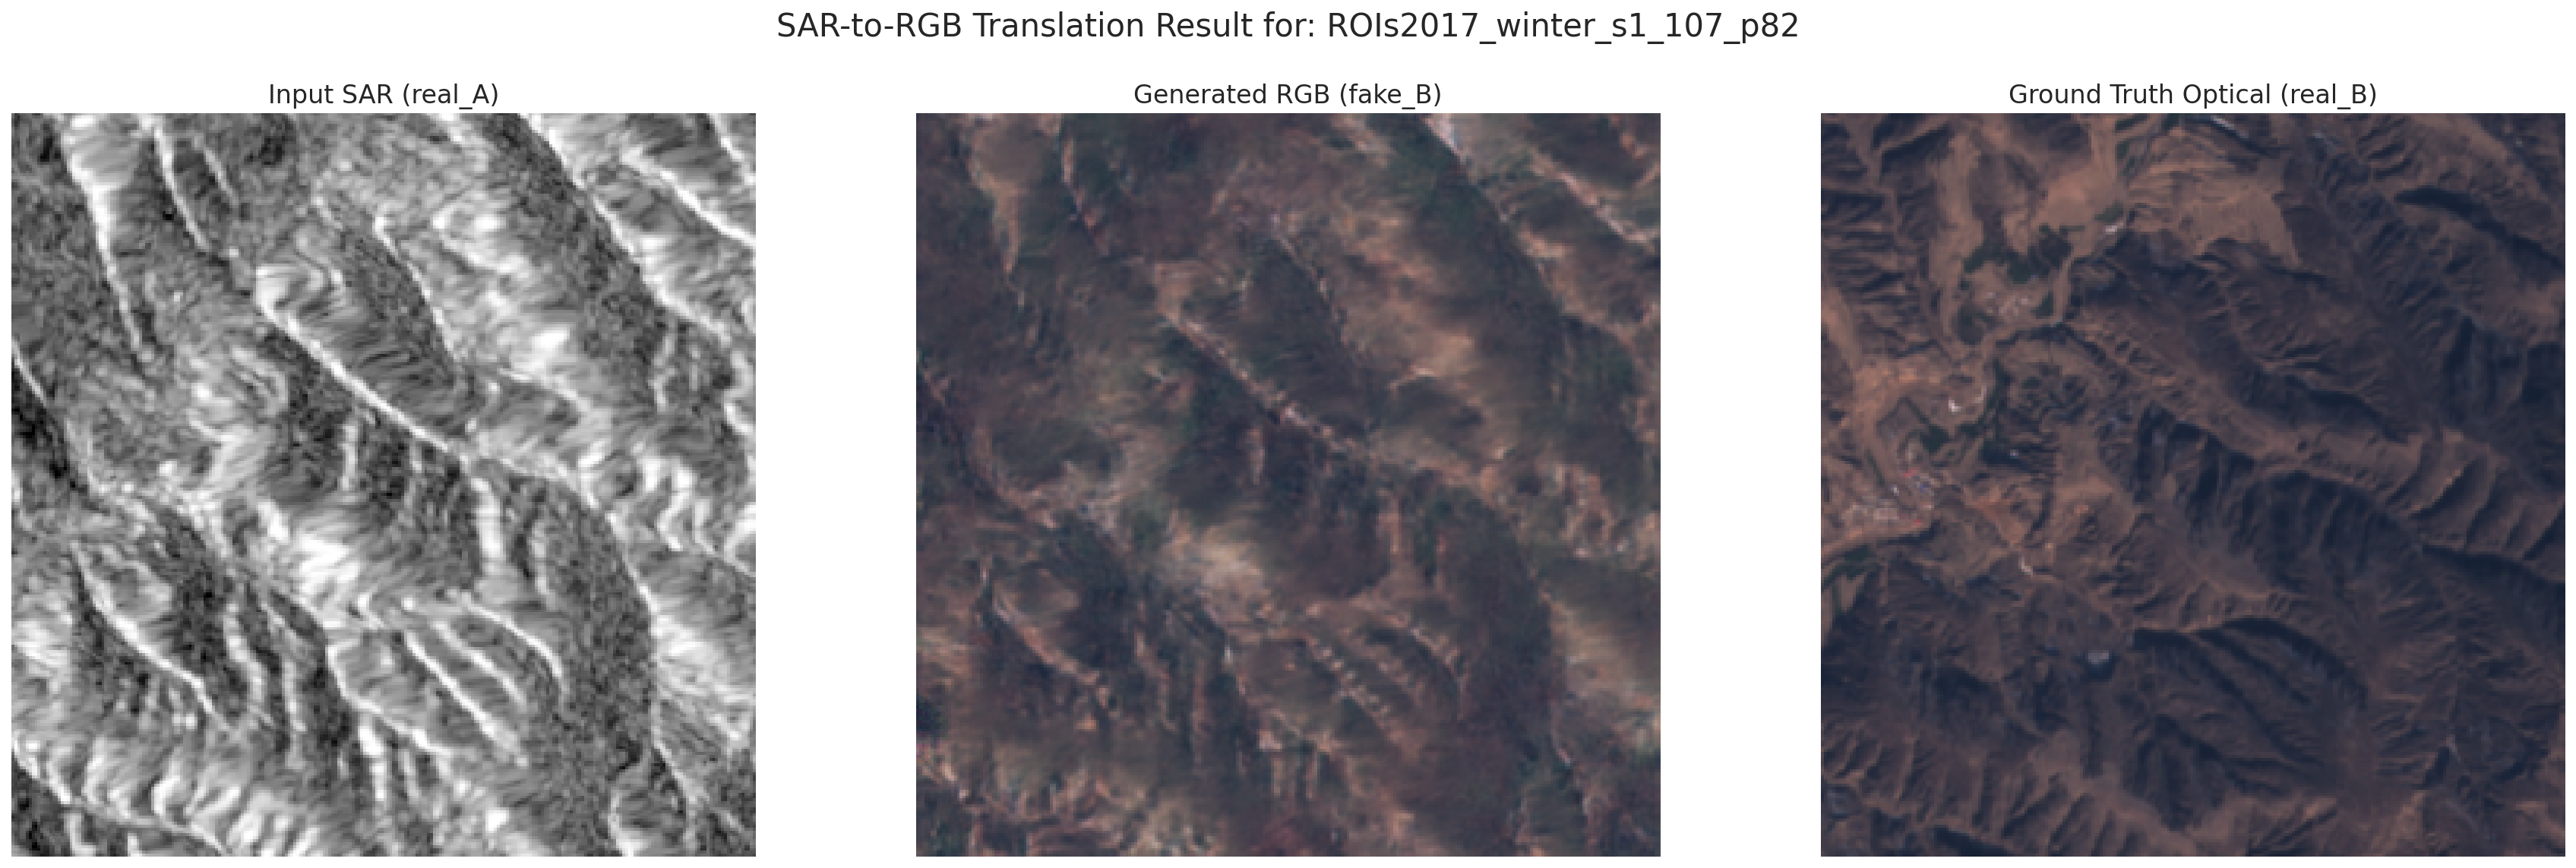 SAR-to-RGB Translation Result for: ROIs2017_winter_s1_107_p82
Input SAR (real_A)
Generated RGB (fake_B)
Ground Truth Optical (real_B)